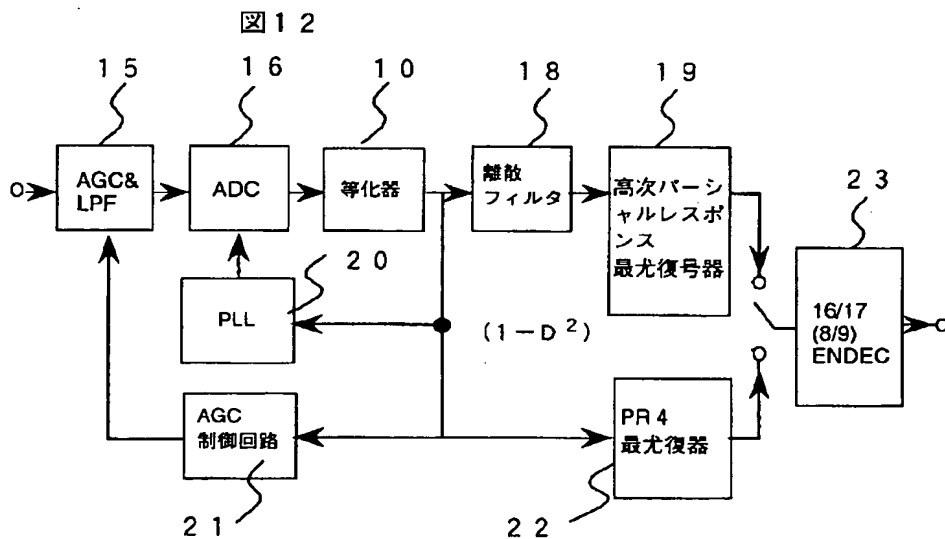 図12
15
16
10
18
19
AGC&
LPF
ADC
等化器
離散
フィルタ
高次パーシ
ャルレスポ
ンス
最尤復号器
23
20
PLL
(1-D²)
16/17
(8/9)
ENDEC
AGC
制御回路
PR4
最尤復器
21
22